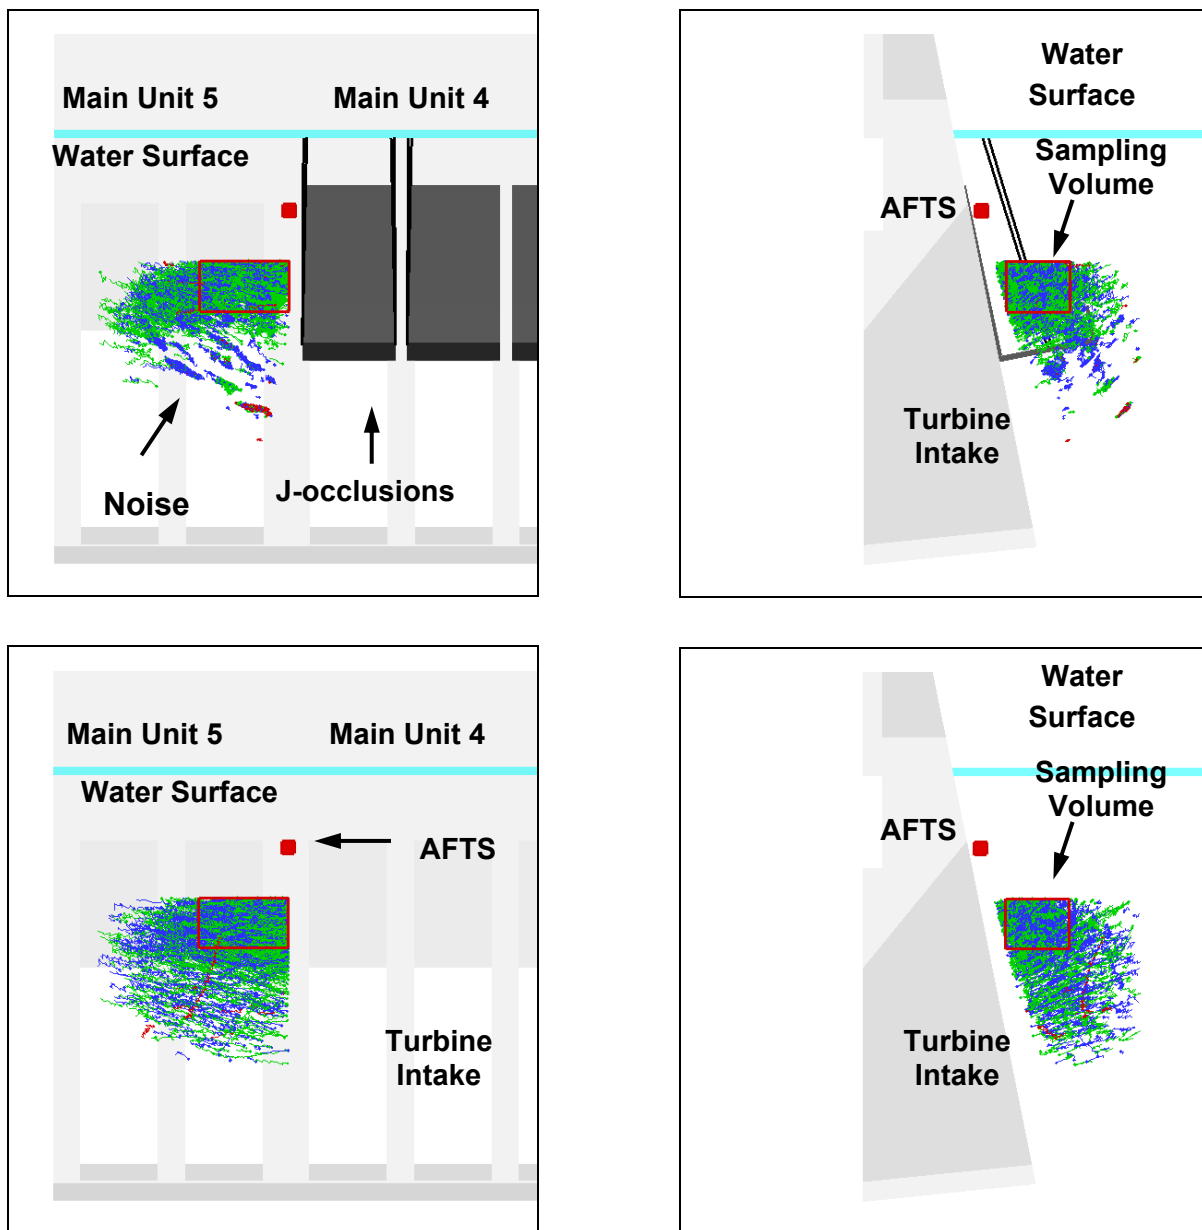 Main Unit 5
Main Unit 4
Water Surface
Noise
J-occlusions
Water
Surface
Sampling
Volume
AFTS
Turbine
Intake
Main Unit 5
Main Unit 4
Water Surface
AFTS
Turbine
Intake
Water
Surface
Sampling
Volume
AFTS
Turbine
Intake